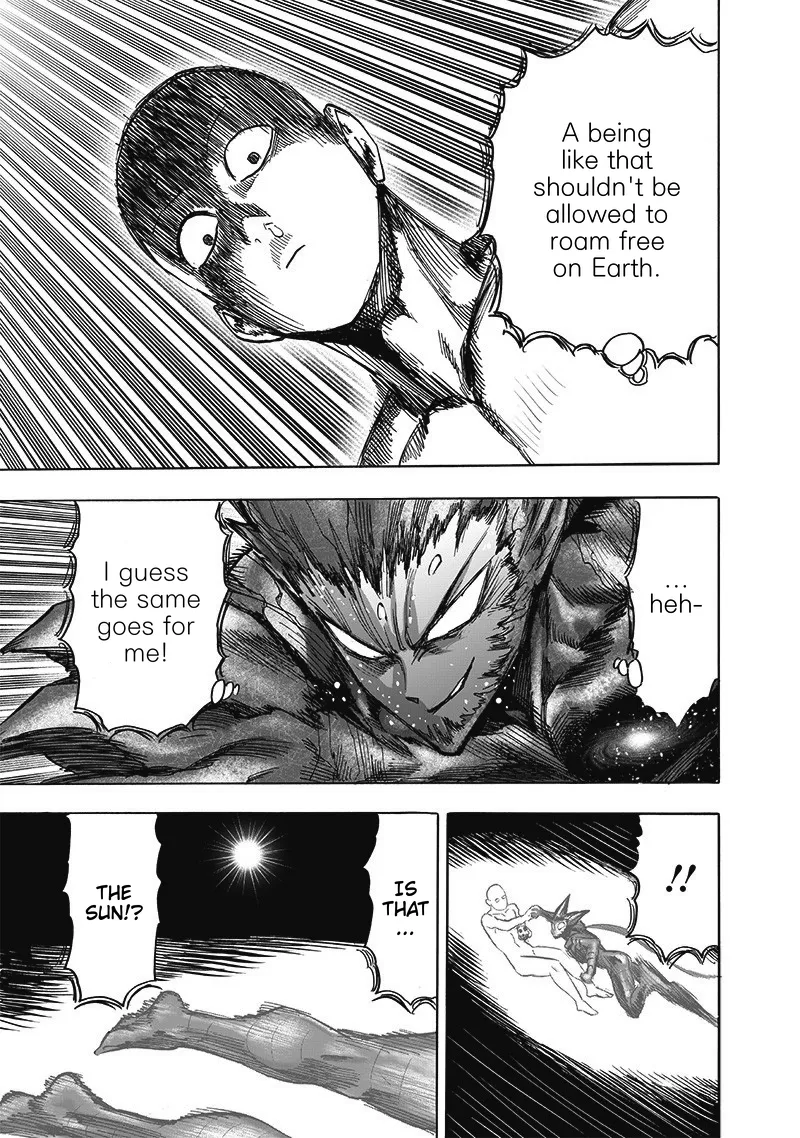 A being
like that
shouldn't be
allowed to
roam free
on Earth.
...
heh-
I guess
the same
goes for
me!
!!
IS
THAT
...
THE
SUN!?